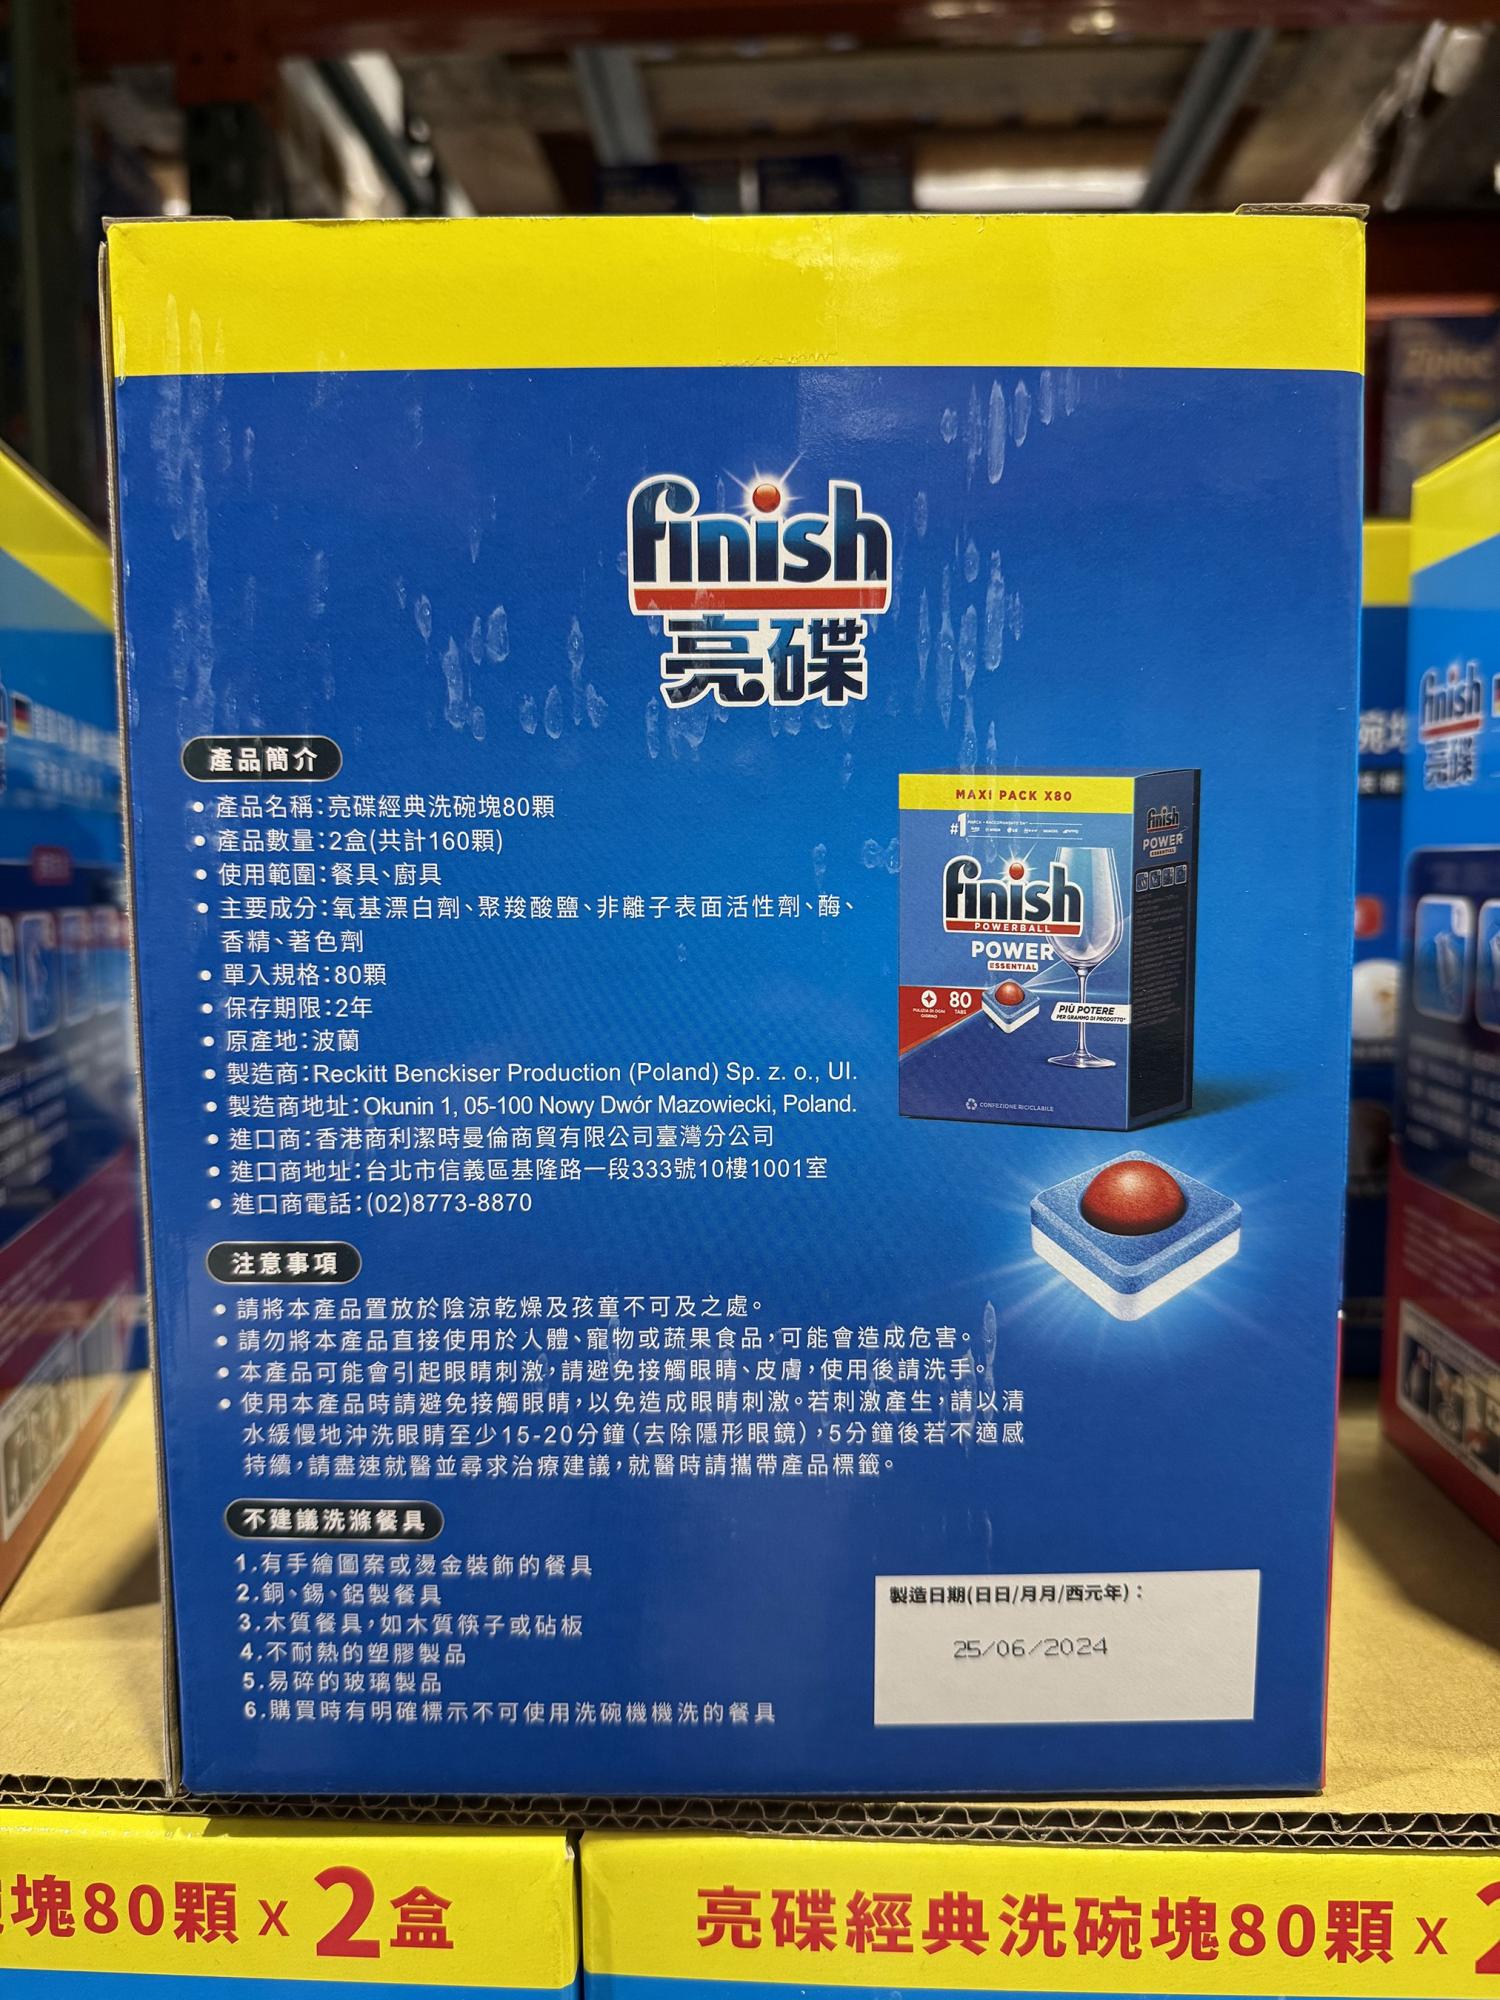 finish
亮碟
產品簡介
• 產品名稱:亮碟經典洗碗塊80顆
• 產品數量:2盒(共計160顆)
• 使用範圍:餐具、廚具
• 主要成分:氧基漂白劑、聚羧酸鹽、非離子表面活性劑、酶、
香精、著色劑
• 單入規格:80顆
• 保存期限:2年
• 原產地:波蘭
• 製造商:Reckitt Benckiser Production (Poland) Sp. z. o., Ul.
• 製造商地址:Okunin 1, 05-100 Nowy Dwór Mazowiecki, Poland.
• 進口商:香港商利潔時曼倫商貿有限公司臺灣分公司
• 進口商地址:台北市信義區基隆路一段333號10樓1001室
• 進口商電話:(02)8773-8870
MAXI PACK X80
#1
finish
POWERBALL
POWER
ESSENTIAL
80
TABS
PIÙ POTERE
PER GRAMMO DI PRODOTTO*
CONFEZIONE RICICLABILE
finish
POWER
ESSENTIAL
注意事項
• 請將本產品置放於陰涼乾燥及孩童不可及之處。
• 請勿將本產品直接使用於人體、寵物或蔬果食品,可能會造成危害。
• 本產品可能會引起眼睛刺激,請避免接觸眼睛、皮膚,使用後請洗手。
• 使用本產品時請避免接觸眼睛,以免造成眼睛刺激。若刺激產生,請以清
水緩慢地沖洗眼睛至少15-20分鐘(去除隱形眼鏡),5分鐘後若不適感
持續,請盡速就醫並尋求治療建議,就醫時請攜帶產品標籤。
不建議洗滌餐具
1.有手繪圖案或燙金裝飾的餐具
2.銅、錫、鋁製餐具
3.木質餐具,如木質筷子或砧板
4.不耐熱的塑膠製品
5.易碎的玻璃製品
6.購買時有明確標示不可使用洗碗機機洗的餐具
製造日期(日日/月月/西元年):
25/06/2024
finish
亮碟
塊80顆 x 2盒
亮碟經典洗碗塊80顆 x